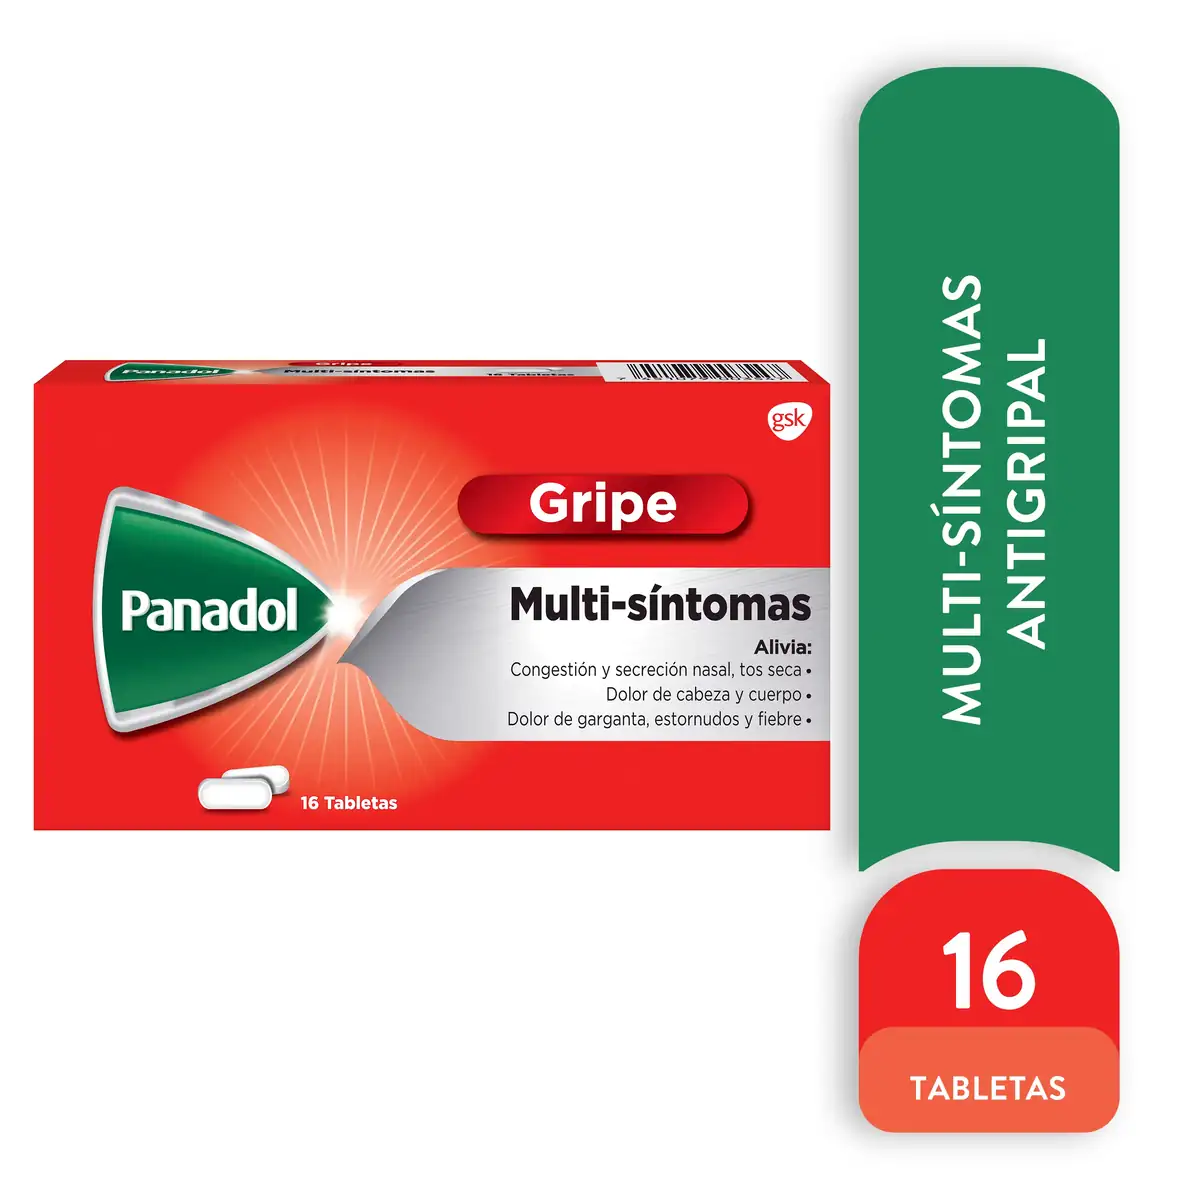 Panadol
Gripe
Multi-síntomas
16 Tabletas
gsk
Gripe
Panadol
Multi-síntomas
Alivia:
Congestión y secreción nasal, tos seca •
Dolor de cabeza y cuerpo •
Dolor de garganta, estornudos y fiebre •
16 Tabletas
MULTI-SÍNTOMAS
ANTIGRIPAL
16
TABLETAS